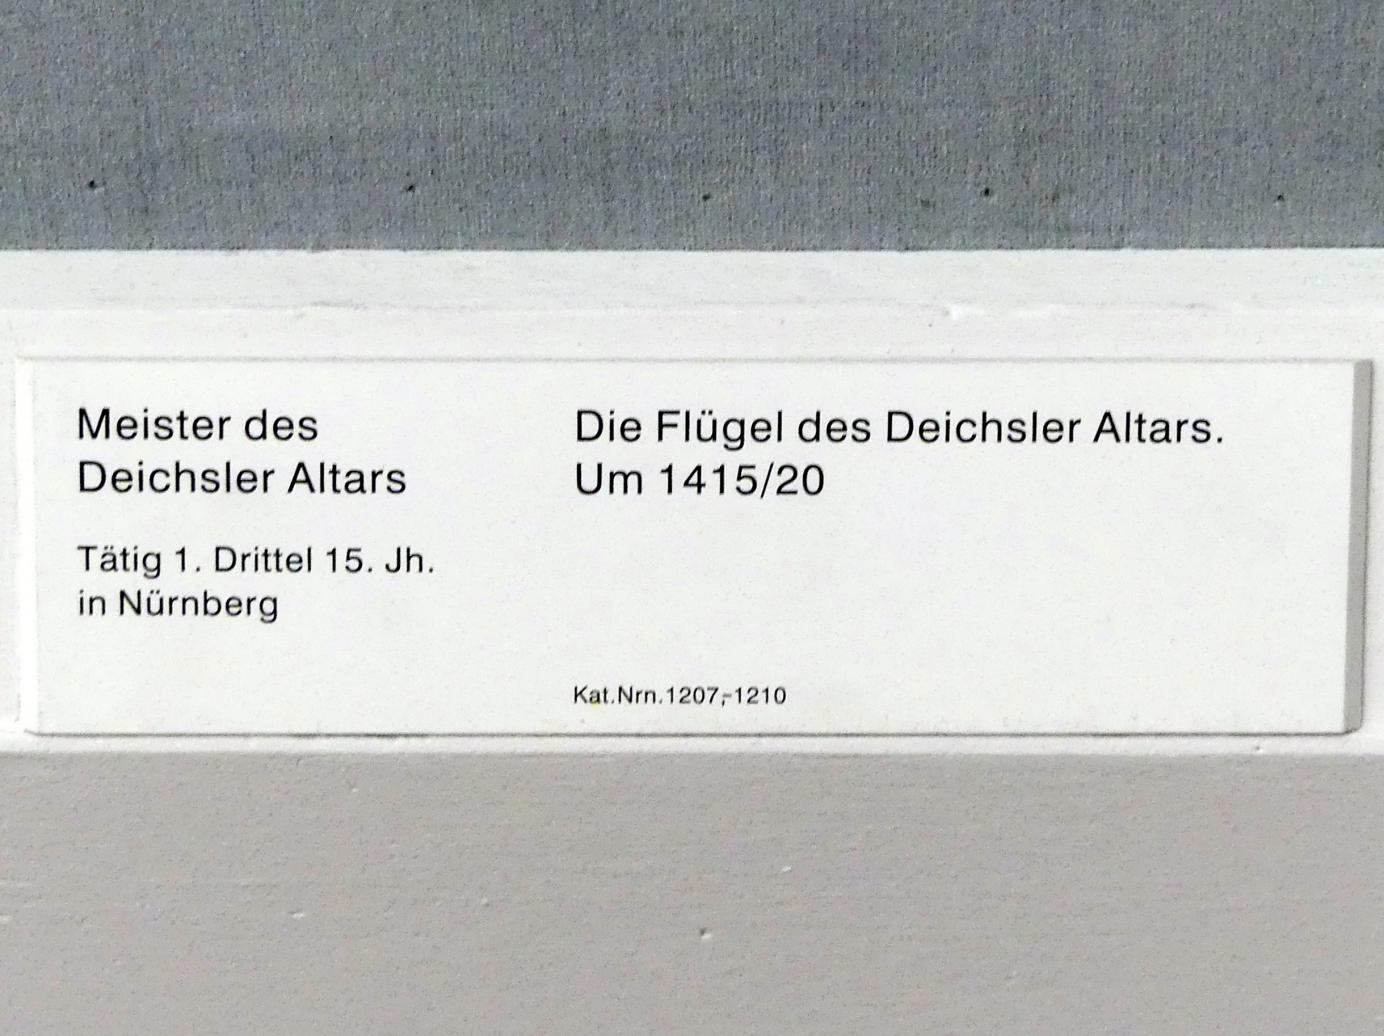 Meister des
Deichsler Altars
Tätig 1. Drittel 15. Jh.
in Nürnberg
Die Flügel des Deichsler Altars.
Um 1415/20
Kat.Nrn.1207,-1210